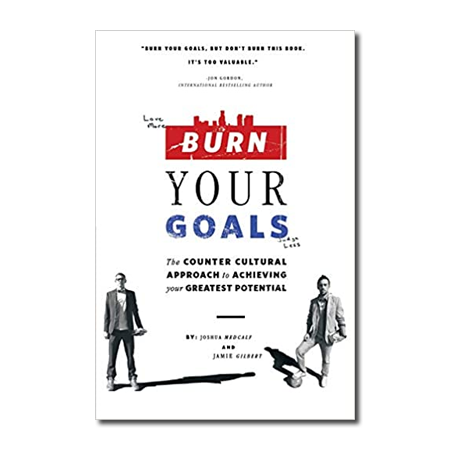 "BURN YOUR GOALS, BUT DON'T BURN THIS BOOK.
IT'S TOO VALUABLE."
-JON GORDON,
INTERNATIONAL BESTSELLING AUTHOR
Love
More
BURN
YOUR
GOALS
Judge
Less
The COUNTER CULTURAL
APPROACH to ACHIEVING
your GREATEST POTENTIAL
BY: JOSHUA MEDCALF
AND
JAMIE GILBERT